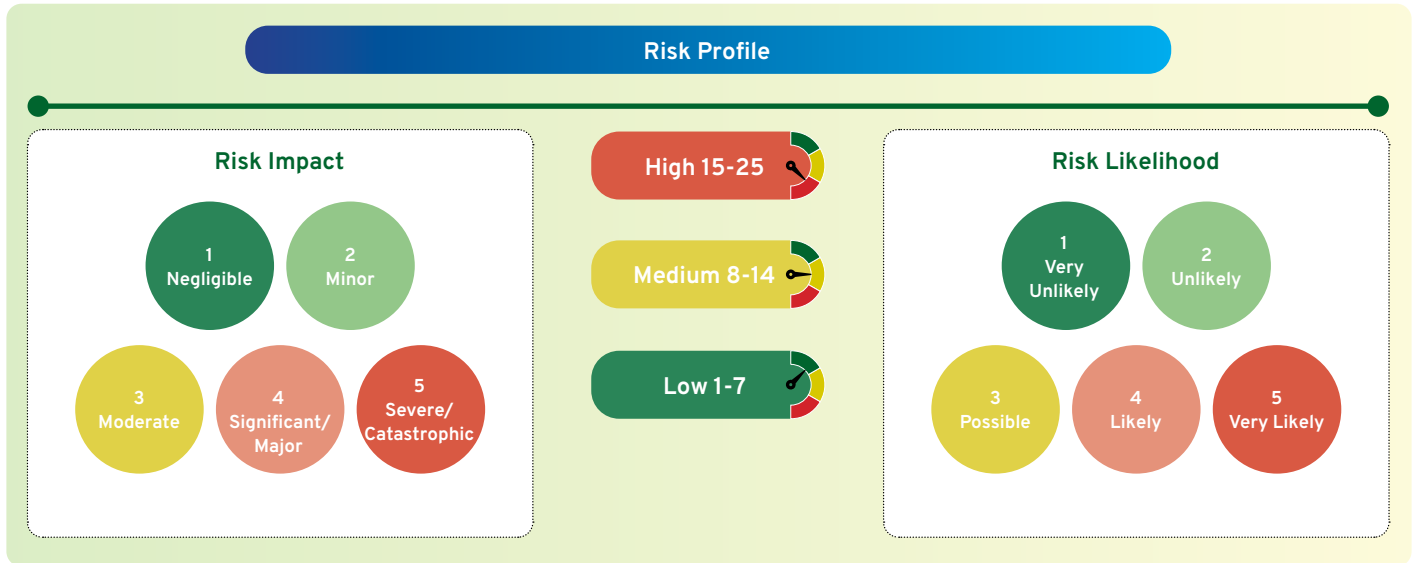 Risk Profile
Risk Impact
1
Negligible
2
Minor
3
Moderate
4
Significant/
Major
5
Severe/
Catastrophic
High 15-25
Medium 8-14
Low 1-7
Risk Likelihood
1
Very
Unlikely
2
Unlikely
3
Possible
4
Likely
5
Very Likely